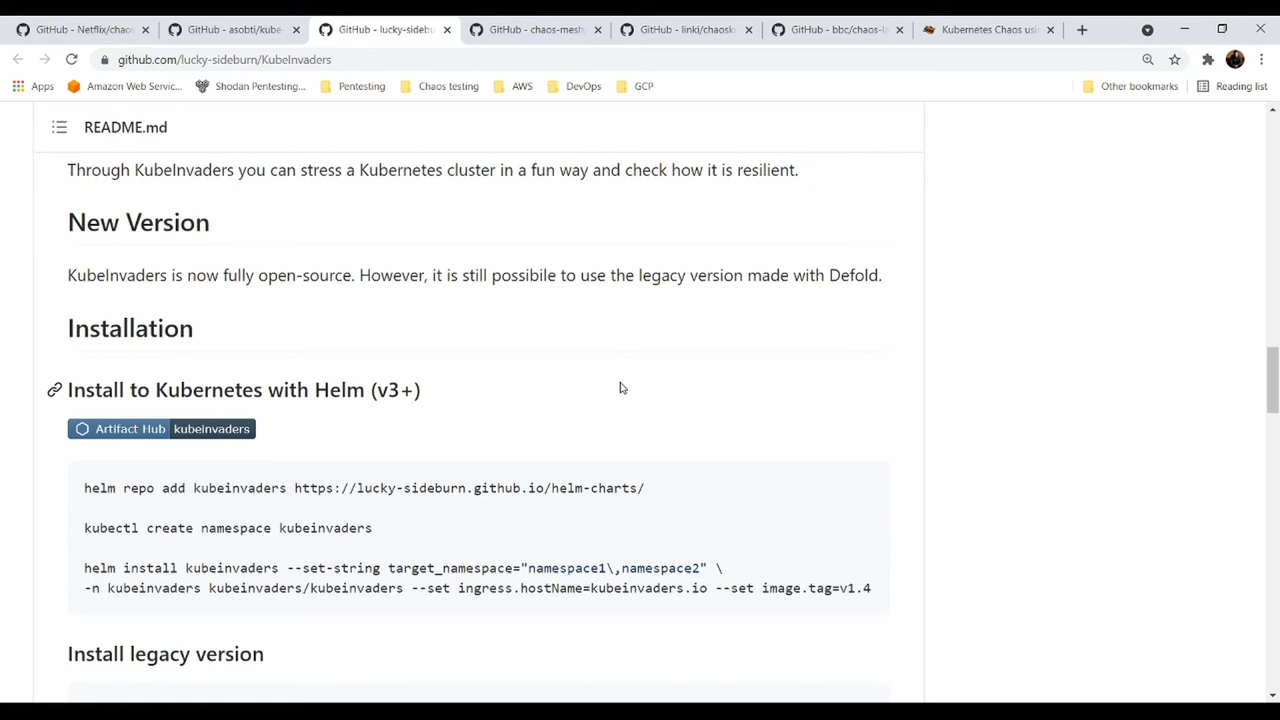 GitHub - Netflix/chao
GitHub - asobti/kube-
GitHub - lucky-sidebu
GitHub - chaos-mesh
GitHub - linki/chaosk
GitHub - bbc/chaos-la
Kubernetes Chaos usin
github.com/lucky-sideburn/KubeInvaders
Apps
Amazon Web Servic...
Shodan Pentesting...
Pentesting
Chaos testing
AWS
DevOps
GCP
Other bookmarks
Reading list
README.md
Through KubeInvaders you can stress a Kubernetes cluster in a fun way and check how it is resilient.
New Version
KubeInvaders is now fully open-source. However, it is still possibile to use the legacy version made with Defold.
Installation
Install to Kubernetes with Helm (v3+)
Artifact Hub kubeinvaders
helm repo add kubeinvaders https://lucky-sideburn.github.io/helm-charts/
kubectl create namespace kubeinvaders
helm install kubeinvaders --set-string target_namespace="namespace1\,namespace2" \
-n kubeinvaders kubeinvaders/kubeinvaders --set ingress.hostName=kubeinvaders.io --set image.tag=v1.4
Install legacy version